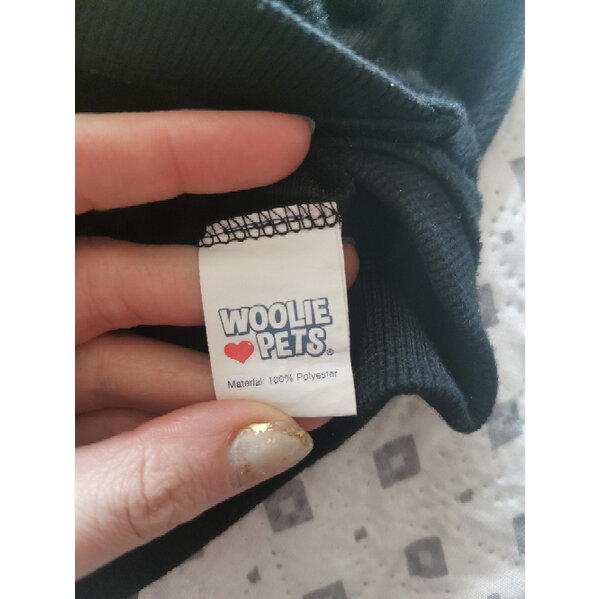 WOOLIE
PETS®
Material: 100% Polyester